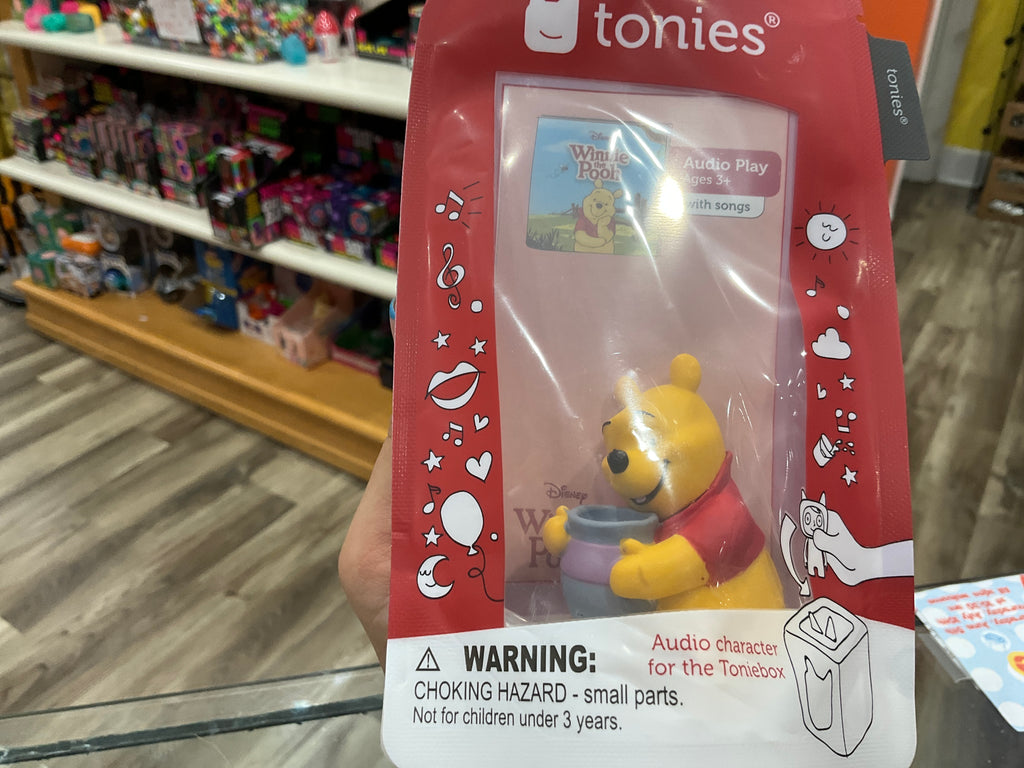 tonies®
tonies®
Disney
Winnie
the
Pooh
Audio Play
Ages 3+
with songs
Disney
W
Po
WARNING:
CHOKING HAZARD - small parts.
Not for children under 3 years.
Audio character
for the Toniebox